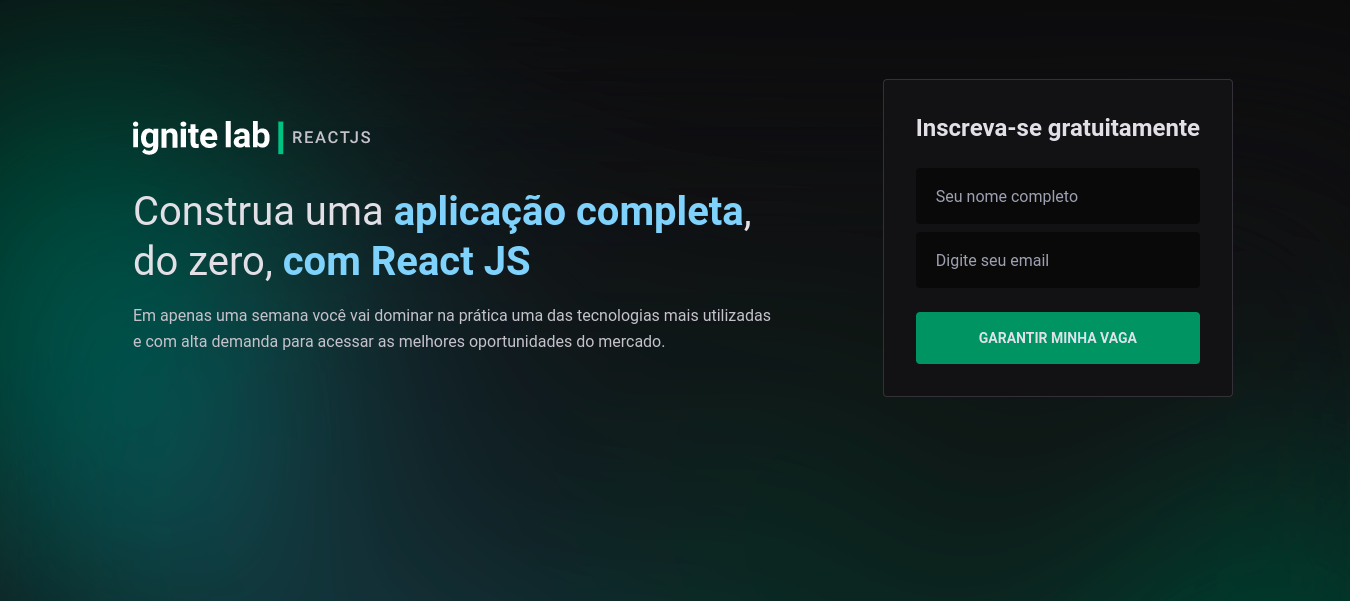 ignite lab | REACTJS
Construa uma aplicação completa,
do zero, com React JS
Em apenas uma semana você vai dominar na prática uma das tecnologias mais utilizadas
e com alta demanda para acessar as melhores oportunidades do mercado.
Inscreva-se gratuitamente
Seu nome completo
Digite seu email
GARANTIR MINHA VAGA